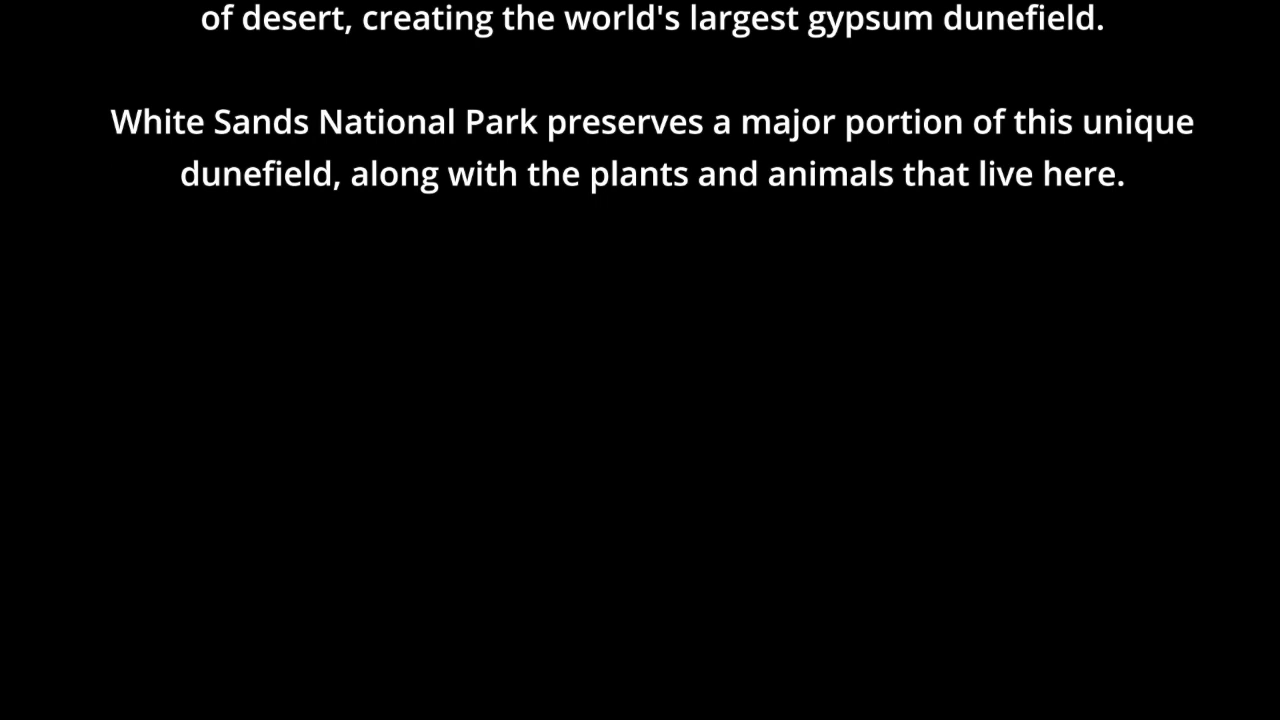 of desert, creating the world's largest gypsum dunefield.
White Sands National Park preserves a major portion of this unique
dunefield, along with the plants and animals that live here.